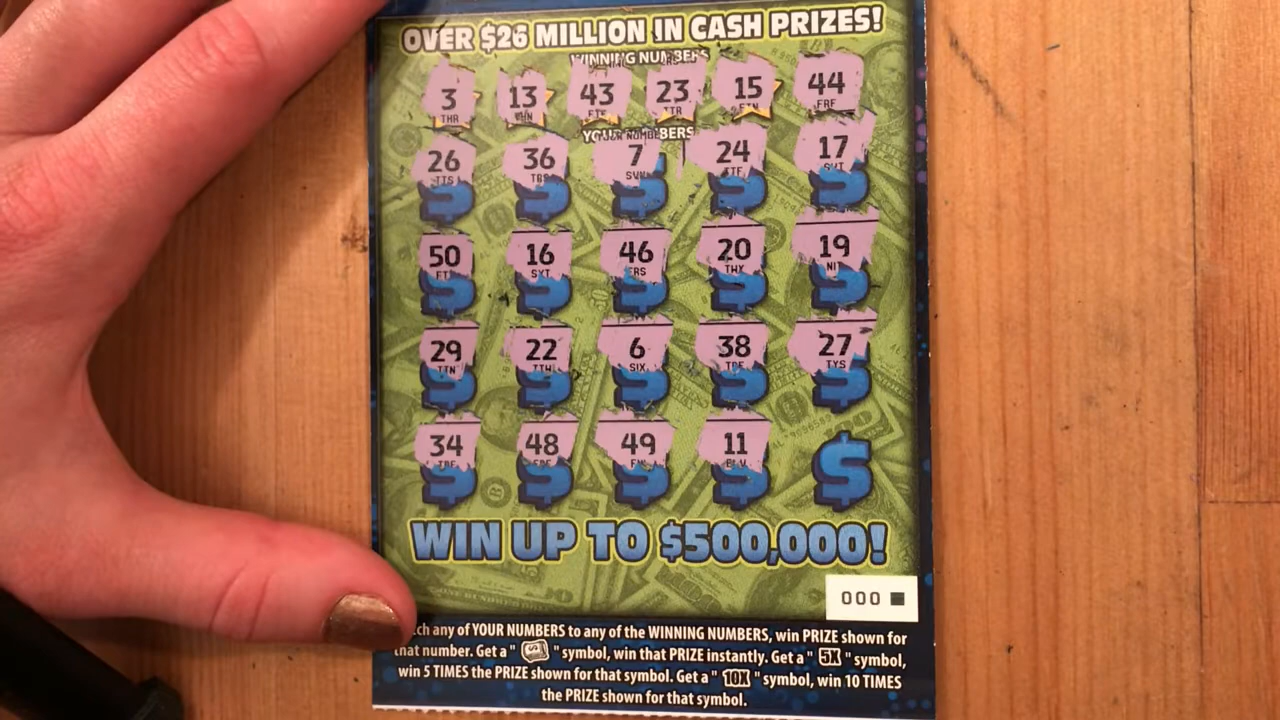 OVER $26 MILLION IN CASH PRIZES!
WINNING NUMBERS
3 13 43 23 15 44
THR
YOUR NUMBERS
26 36 7 24 17
50 16 46 20 19
29 22 6 38 27
SIX TYS
34 48 49 11
WIN UP TO $500,000!
000
any of YOUR NUMBERS to any of the WINNING NUMBERS, win PRIZE shown for
that number. Get a " " symbol, win that PRIZE instantly. Get a " 5X " symbol,
win 5 TIMES the PRIZE shown for that symbol. Get a " 10X " symbol, win 10 TIMES
the PRIZE shown for that symbol.